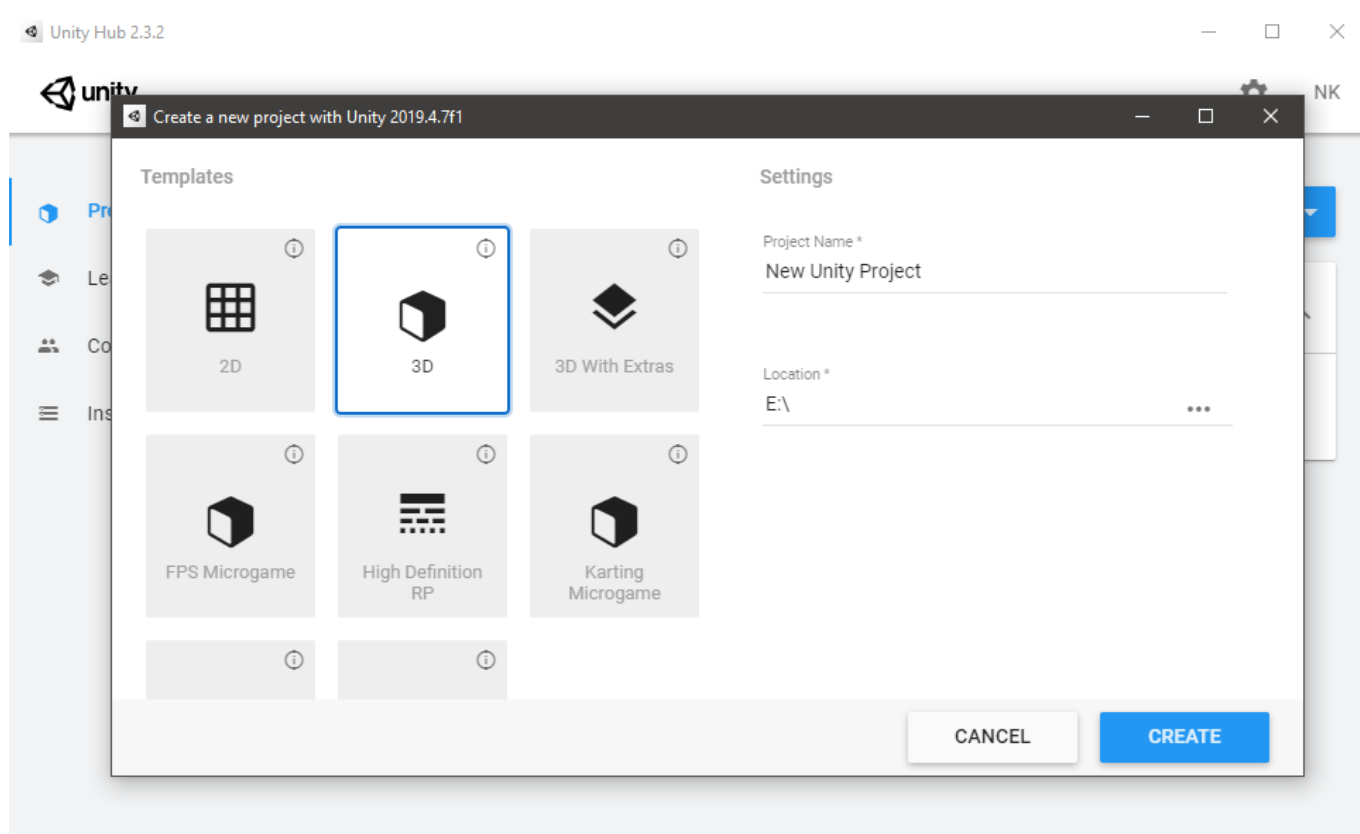 Unity Hub 2.3.2
unity
NK
Create a new project with Unity 2019.4.7f1
Templates
Settings
Pro
Le
Co
Ins
2D
3D
3D With Extras
FPS Microgame
High Definition
RP
Karting
Microgame
Project Name *
New Unity Project
Location *
E:\
...
CANCEL
CREATE